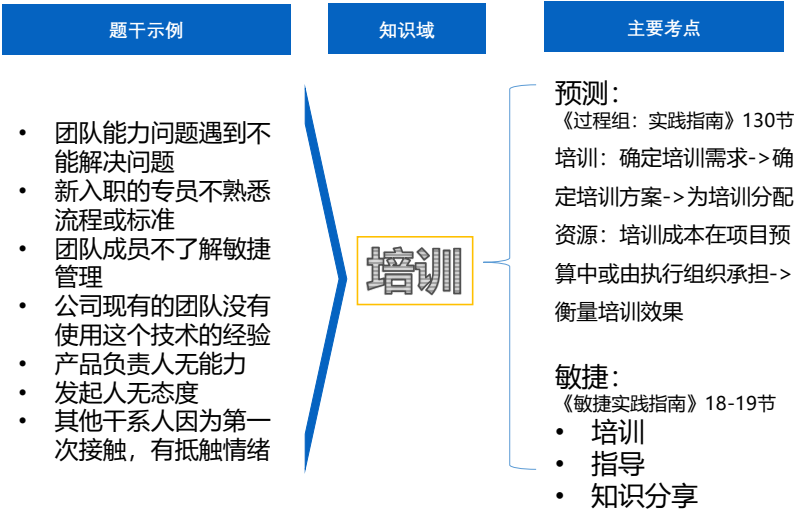 题干示例
知识域
主要考点
• 团队能力问题遇到不
能解决问题
• 新入职的专员不熟悉
流程或标准
• 团队成员不了解敏捷
管理
• 公司现有的团队没有
使用这个技术的经验
• 产品负责人无能力
• 发起人无态度
• 其他干系人因为第一
次接触，有抵触情绪
培训
预测：
《过程组：实践指南》130节
培训：确定培训需求->确
定培训方案->为培训分配
资源：培训成本在项目预
算中或由执行组织承担->
衡量培训效果
敏捷：
《敏捷实践指南》18-19节
• 培训
• 指导
• 知识分享